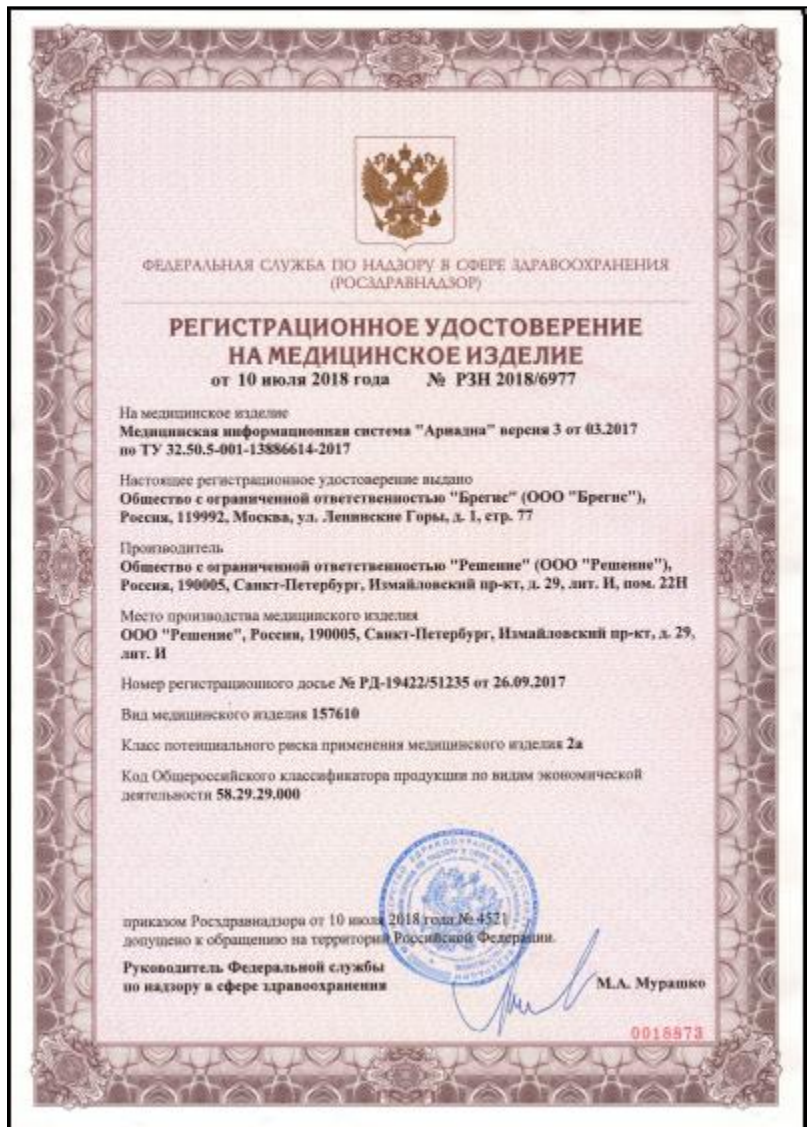 ФЕДЕРАЛЬНАЯ СЛУЖБА ПО НАДЗОРУ В СФЕРЕ ЗДРАВООХРАНЕНИЯ
(РОСЗДРАВНАДЗОР)
РЕГИСТРАЦИОННОЕ УДОСТОВЕРЕНИЕ
НА МЕДИЦИНСКОЕ ИЗДЕЛИЕ
от 10 июля 2018 года № РЗН 2018/6977
На медицинское изделие
Медицинская информационная система "Ариадна" версия 3 от 03.2017
по ТУ 32.50.5-001-13886614-2017
Настоящее регистрационное удостоверение выдано
Общество с ограниченной ответственностью "Брегис" (ООО "Брегис"),
Россия, 119992, Москва, ул. Ленинские Горы, д. 1, стр. 77
Производитель
Общество с ограниченной ответственностью "Решение" (ООО "Решение"),
Россия, 190005, Санкт-Петербург, Измайловский пр-кт, д. 29, лит. И, пом. 22Н
Место производства медицинского изделия
ООО "Решение", Россия, 190005, Санкт-Петербург, Измайловский пр-кт, д. 29,
лит. И
Номер регистрационного досье № РД-19422/51235 от 26.09.2017
Вид медицинского изделия 157610
Класс потенциального риска применения медицинского изделия 2а
Код Общероссийского классификатора продукции по видам экономической
деятельности 58.29.29.000
приказом Росздравнадзора от 10 июля 2018 года № 4521
допущено к обращению на территории Российской Федерации.
Руководитель Федеральной службы
по надзору в сфере здравоохранения
М.А. Мурашко
0018873